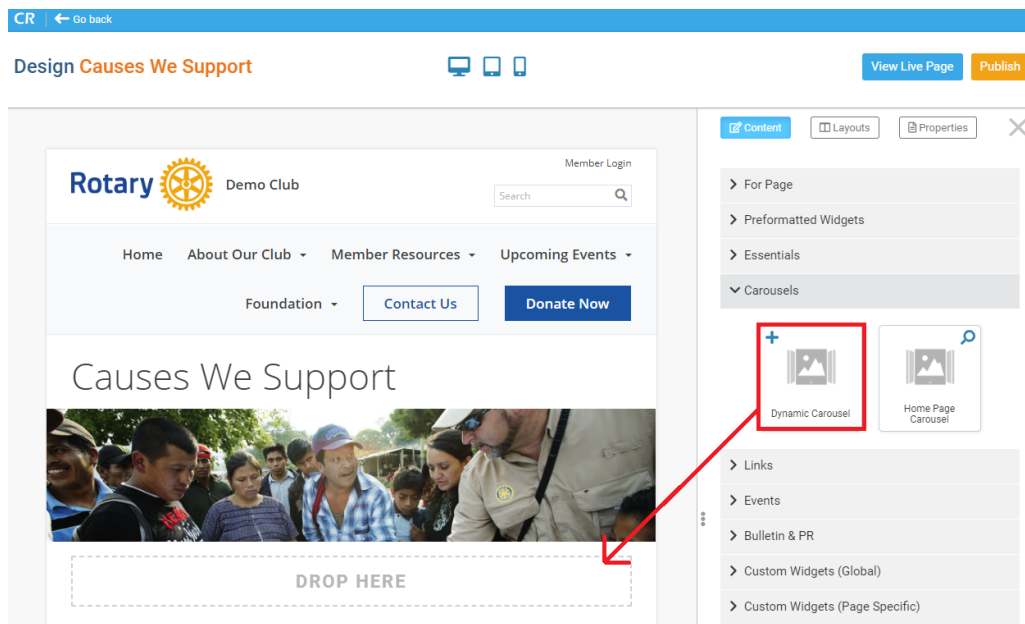 CR Go back
Design Causes We Support
View Live Page
Publish
Content
Layouts
Properties
Rotary
Demo Club
Member Login
Search
Home
About Our Club
Member Resources
Upcoming Events
Foundation
Contact Us
Donate Now
Causes We Support
DROP HERE
For Page
Preformatted Widgets
Essentials
Carousels
Dynamic Carousel
Home Page
Carousel
Links
Events
Bulletin & PR
Custom Widgets (Global)
Custom Widgets (Page Specific)